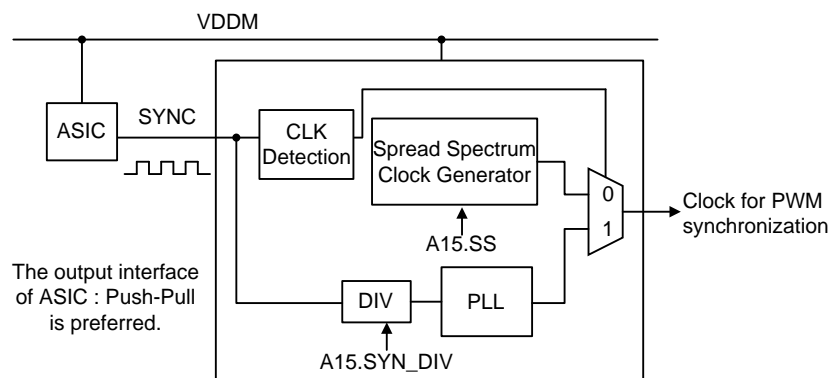 VDDM
ASIC
SYNC
CLK
Detection
Spread Spectrum
Clock Generator
A15.SS
0
1
Clock for PWM
synchronization
The output interface
of ASIC : Push-Pull
is preferred.
DIV
PLL
A15.SYN_DIV